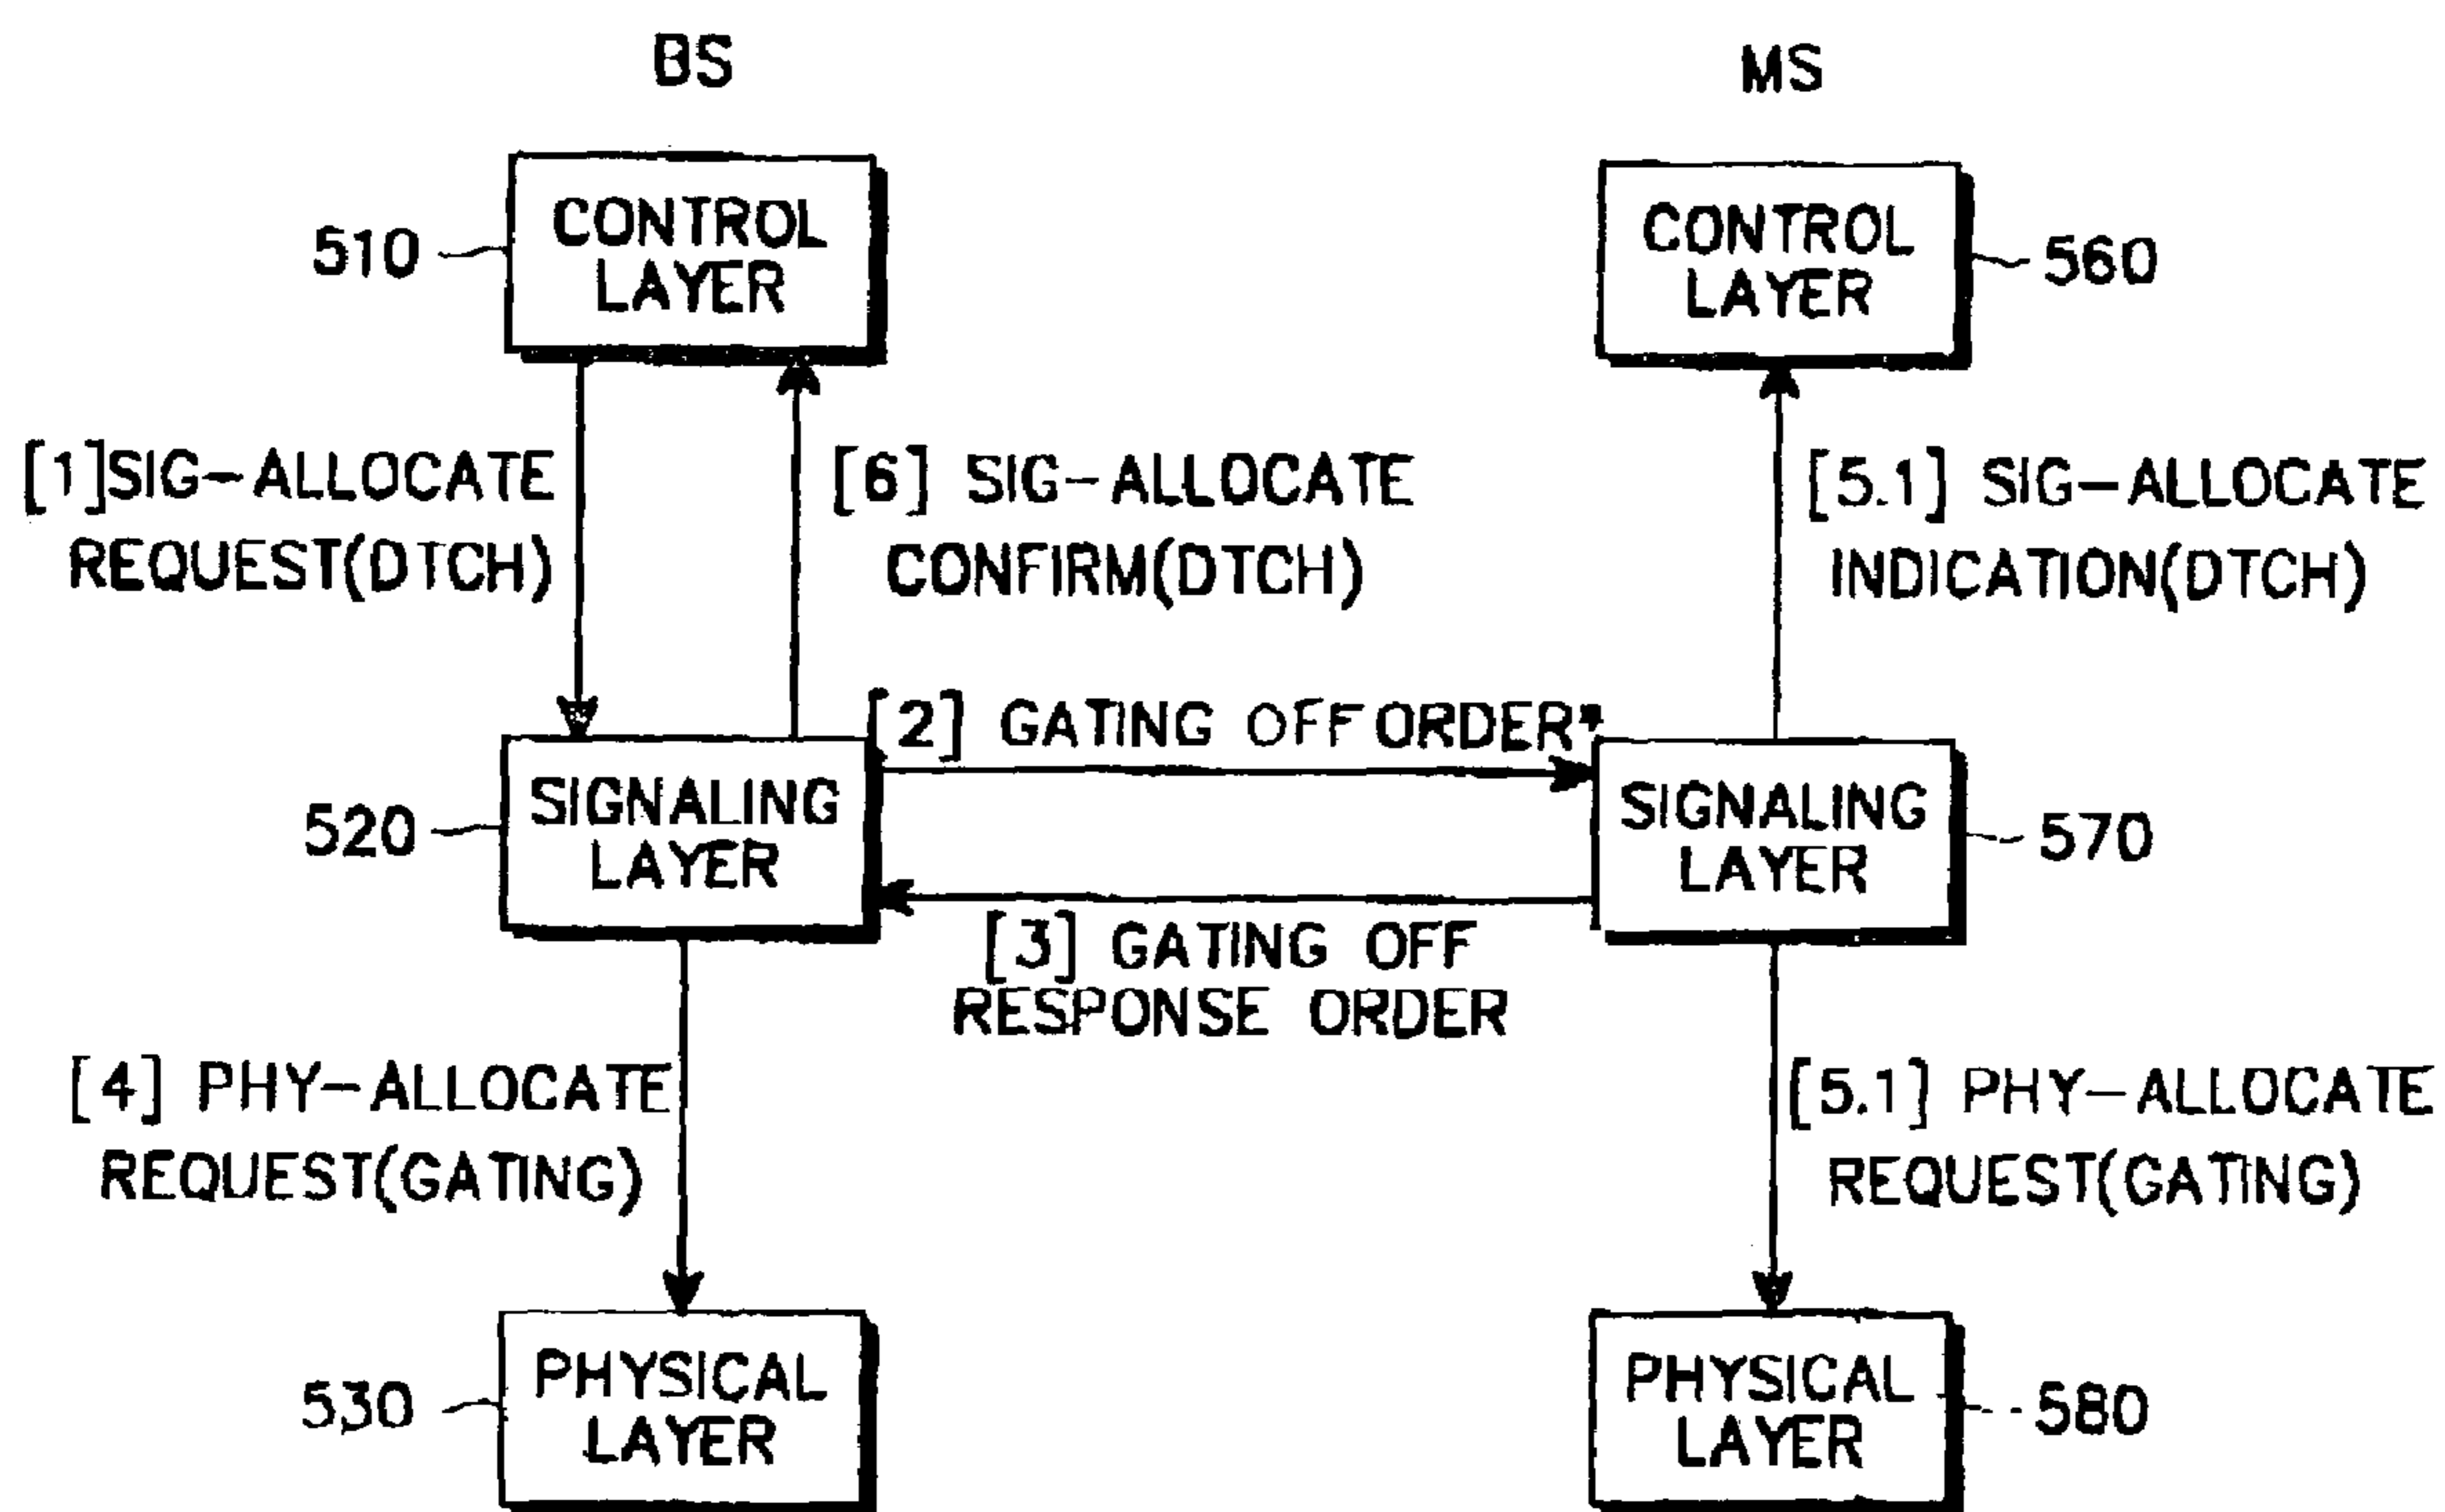 BS
MS
CONTROL
LAYER
510
CONTROL
LAYER
560
[1]SIG-ALLOCATE
REQUEST(DTCH)
[6] SIG-ALLOCATE
CONFIRM(DTCH)
[5.1] SIG-ALLOCATE
INDICATION(DTCH)
[2] GATING OFF ORDER
SIGNALING
LAYER
520
SIGNALING
LAYER
570
[3] GATING OFF
RESPONSE ORDER
[4] PHY-ALLOCATE
REQUEST(GATING)
[5.1] PHY-ALLOCATE
REQUEST(GATING)
PHYSICAL
LAYER
530
PHYSICAL
LAYER
580